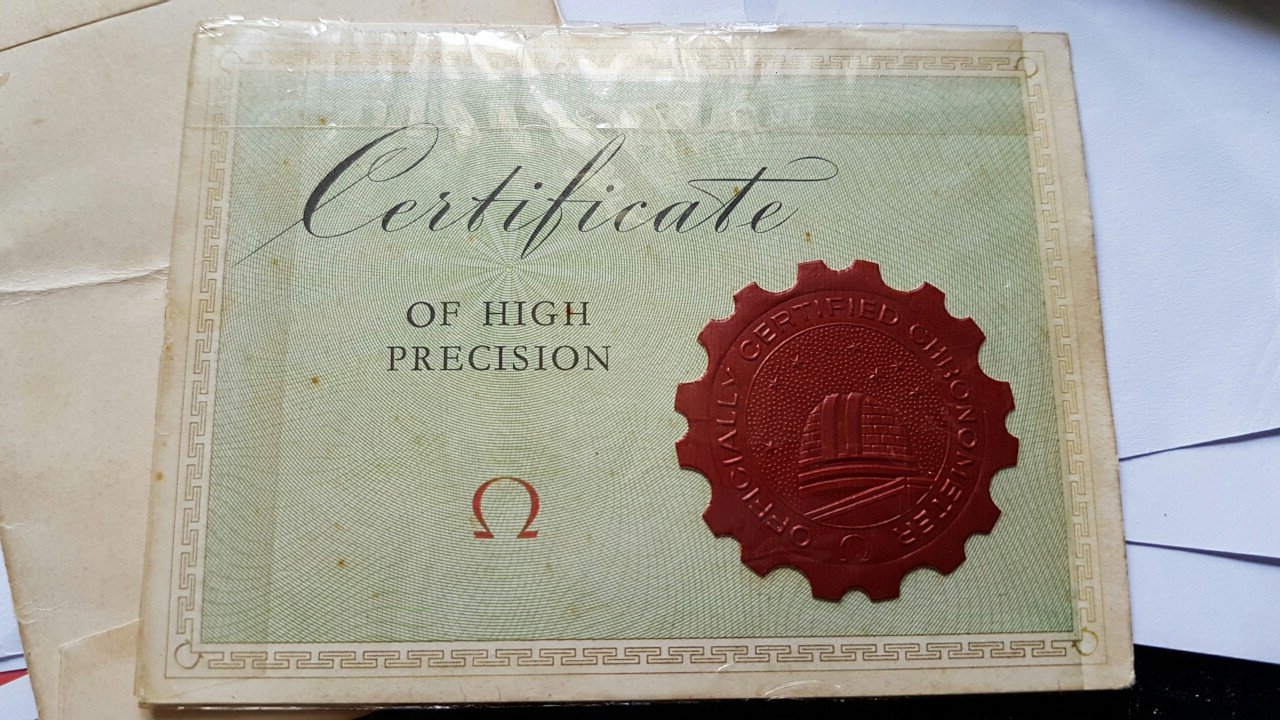 Certificate
OF HIGH
PRECISION
Ω
OFFICIALLY CERTIFIED CHRONOMETER
Ω